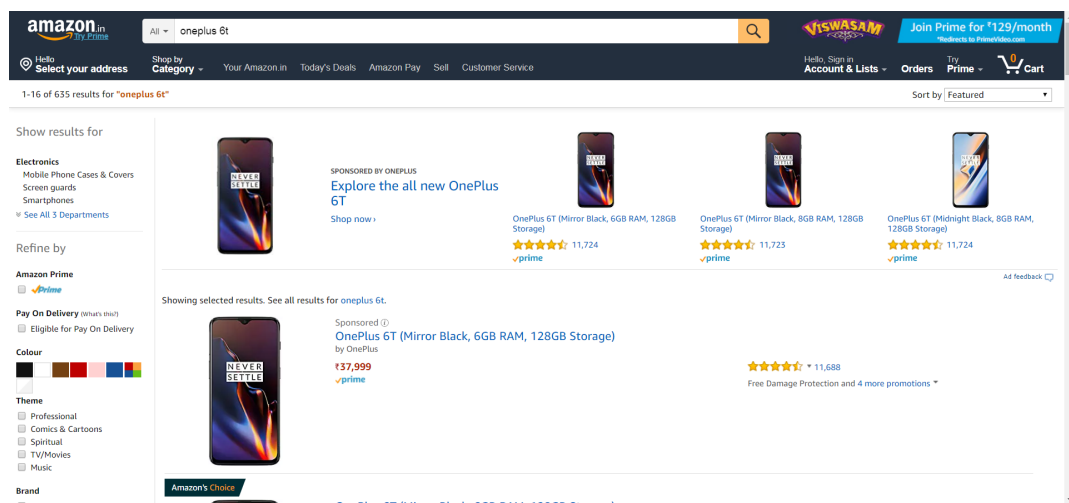 amazon.in
Try Prime
All
oneplus 6t
VISWASAM
Join Prime for ₹129/month
*Redirects to PrimeVideo.com
Hello
Select your address
Shop by
Category
Your Amazon.in Today's Deals Amazon Pay Sell Customer Service
Hello, Sign in
Account & Lists
Orders
Try
Prime
0
Cart
1-16 of 635 results for "oneplus 6t"
Sort by Featured
Show results for
Electronics
Mobile Phone Cases & Covers
Screen guards
Smartphones
See All 3 Departments
Refine by
Amazon Prime
Prime
Pay On Delivery (What's this?)
Eligible for Pay On Delivery
Colour
Theme
Professional
Comics & Cartoons
Spiritual
TV/Movies
Music
Brand
NEVER
SETTLE
SPONSORED BY ONEPLUS
Explore the all new OnePlus
6T
Shop now ›
NEVER
SETTLE
OnePlus 6T (Mirror Black, 6GB RAM, 128GB
Storage)
11,724
prime
NEVER
SETTLE
OnePlus 6T (Mirror Black, 8GB RAM, 128GB
Storage)
11,723
prime
NEVER
SETTLE
OnePlus 6T (Midnight Black, 8GB RAM,
128GB Storage)
11,724
prime
Ad feedback
Showing selected results. See all results for oneplus 6t.
NEVER
SETTLE
Sponsored
OnePlus 6T (Mirror Black, 6GB RAM, 128GB Storage)
by OnePlus
₹37,999
prime
11,688
Free Damage Protection and 4 more promotions
Amazon's Choice